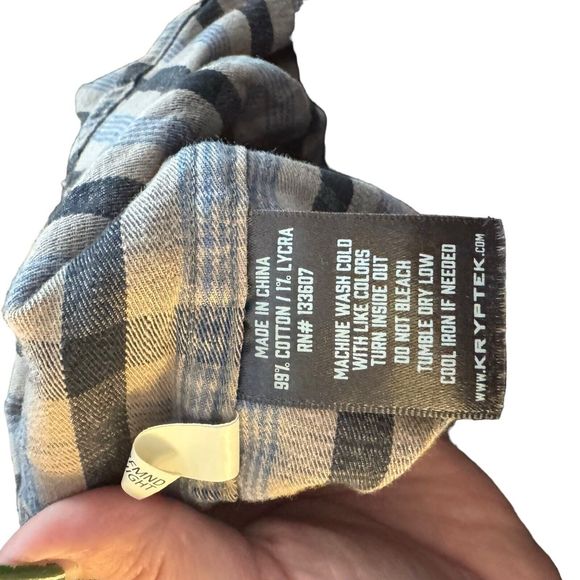 MADE IN CHINA
99% COTTON / 1% LYCRA
RN# 133607
MACHINE WASH COLD
WITH LIKE COLORS
TURN INSIDE OUT
DO NOT BLEACH
TUMBLE DRY LOW
COOL IRON IF NEEDED
WWW.KRYPTEK.COM